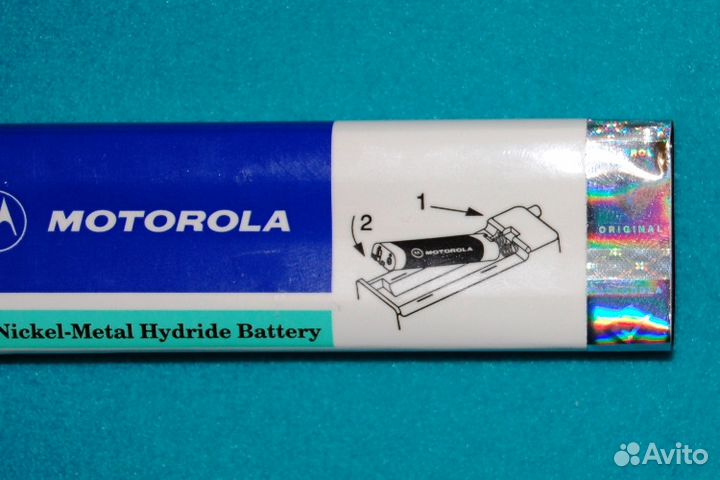 MOTOROLA
Nickel-Metal Hydride Battery
1
2
MOTOROLA
ORIGINAL
Avito